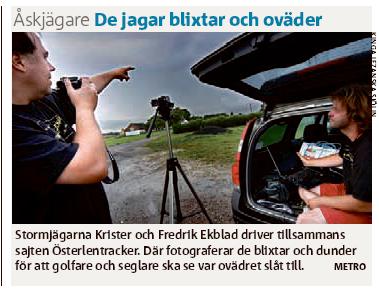 Åskjägare De jagar blixtar och oväder
Stormjägarna Krister och Fredrik Ekblad driver tillsammans
sajten Österlentracker. Där fotograferar de blixtar och dunder
för att golfare och seglare ska se var ovädret slåt till. METRO